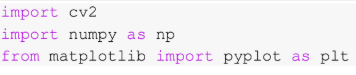 import cv2
import numpy as np
from matplotlib import pyplot as plt